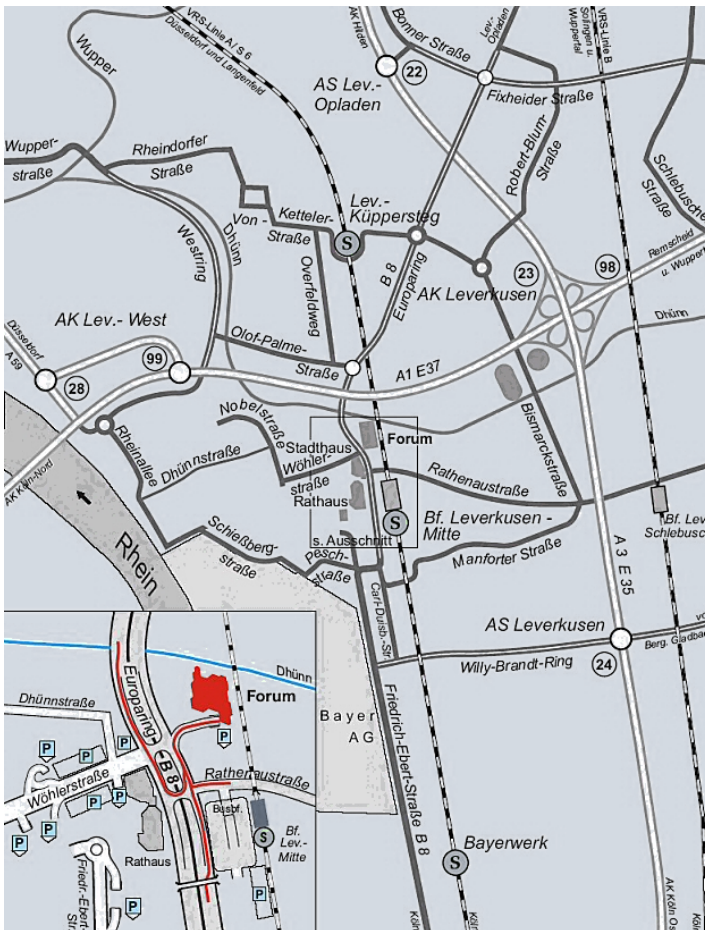 VRS-Linie A / S 6
Düsseldorf und Langenfeld
AK Hilden
Bonner Straße
Lev.-
Opladen
VRS-Linie B
Solingen u.
Wuppertal
Wupper
22
AS Lev.-
Opladen
Fixheider Straße
Robert-Blum-
Straße
Schlebuscher
Straße
Wupper-
straße
Rheindorfer
Straße
Lev.-
Küppersteg
Von -
Ketteler-
Straße
S
Westring
Dhünn
Overfeldweg
B 8
Europaring
23
98
AK Leverkusen
Remscheid
u. Wuppertal
Dhünn
AK Lev.- West
Düsseldorf
A 59
99
28
Olof-Palme-
Straße
A1 E37
Rheinallee
Nobelstraße
Dhünnstraße
Stadthaus
Forum
Wöhler-
straße
Rathaus
Rathenaustraße
Bismarckstraße
AK Köln-Nord
Rhein
S
Bf. Leverkusen -
Mitte
Bf. Lev.
s. Ausschnitt
Schießberg-
straße
Pesch-
straße
Manforter Straße
A 3 E 35
Carl-Duisb.-Str.
AS Leverkusen
Willy-Brandt-Ring
Berg. Gladbach
24
Bayer
AG
Friedrich-Ebert-Straße B 8
Bayerwerk
S
Köln
Köln
Köln
AK Köln Ost
Dhünn
Europaring
Forum
Dhünnstraße
B 8
P
P
P
P
P
P
P
P
P
P
P
Wöhlerstraße
Rathenaustraße
Busbf.
Rathaus
S
Bf.
Lev.-
Mitte
Friedr.-Ebert-
Str.